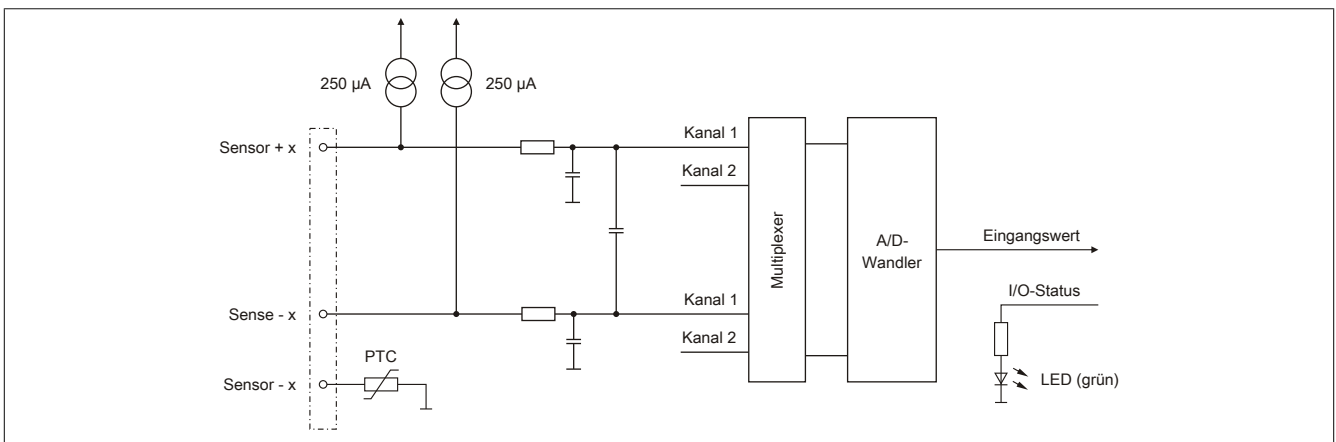 250 µA
250 µA
Sensor + x
Kanal 1
Kanal 2
Multiplexer
A/D-
Wandler
Eingangswert
I/O-Status
Sense - x
Kanal 1
Kanal 2
PTC
Sensor - x
LED (grün)